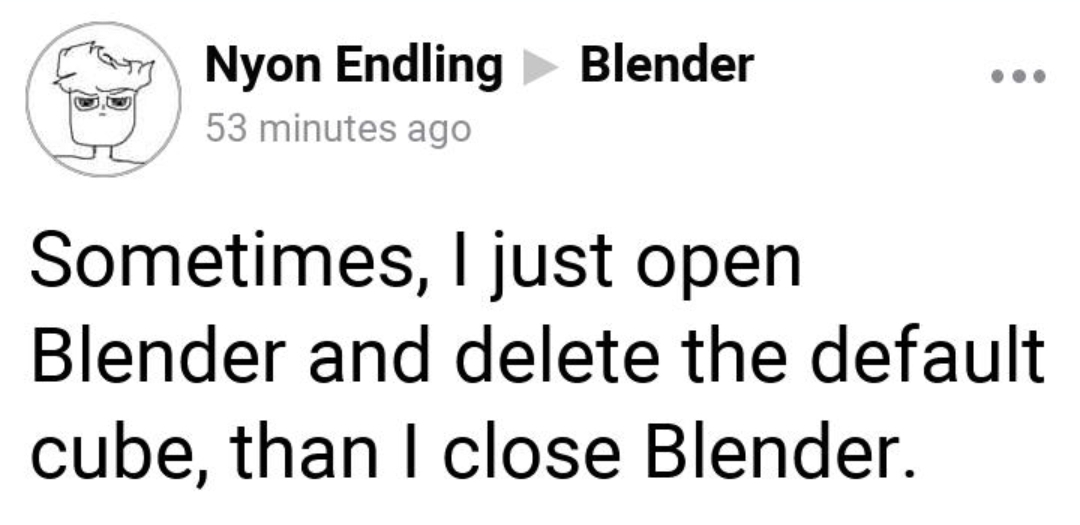 Nyon Endling ▶ Blender
53 minutes ago
Sometimes, I just open
Blender and delete the default
cube, than I close Blender.